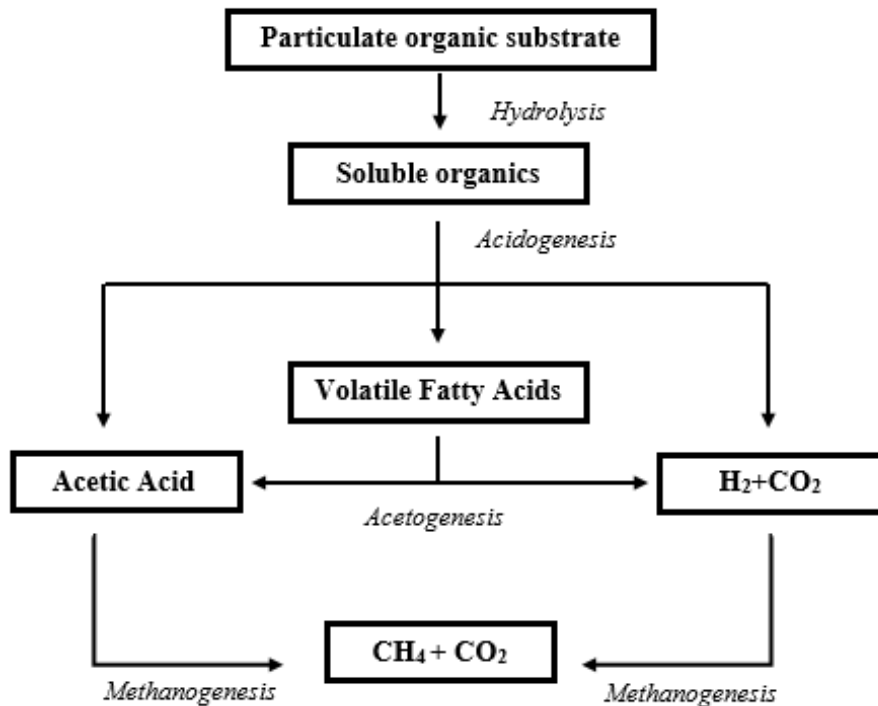 Particulate organic substrate
Hydrolysis
Soluble organics
Acidogenesis
Volatile Fatty Acids
Acetic Acid
H₂+CO₂
Acetogenesis
CH₄ + CO₂
Methanogenesis
Methanogenesis